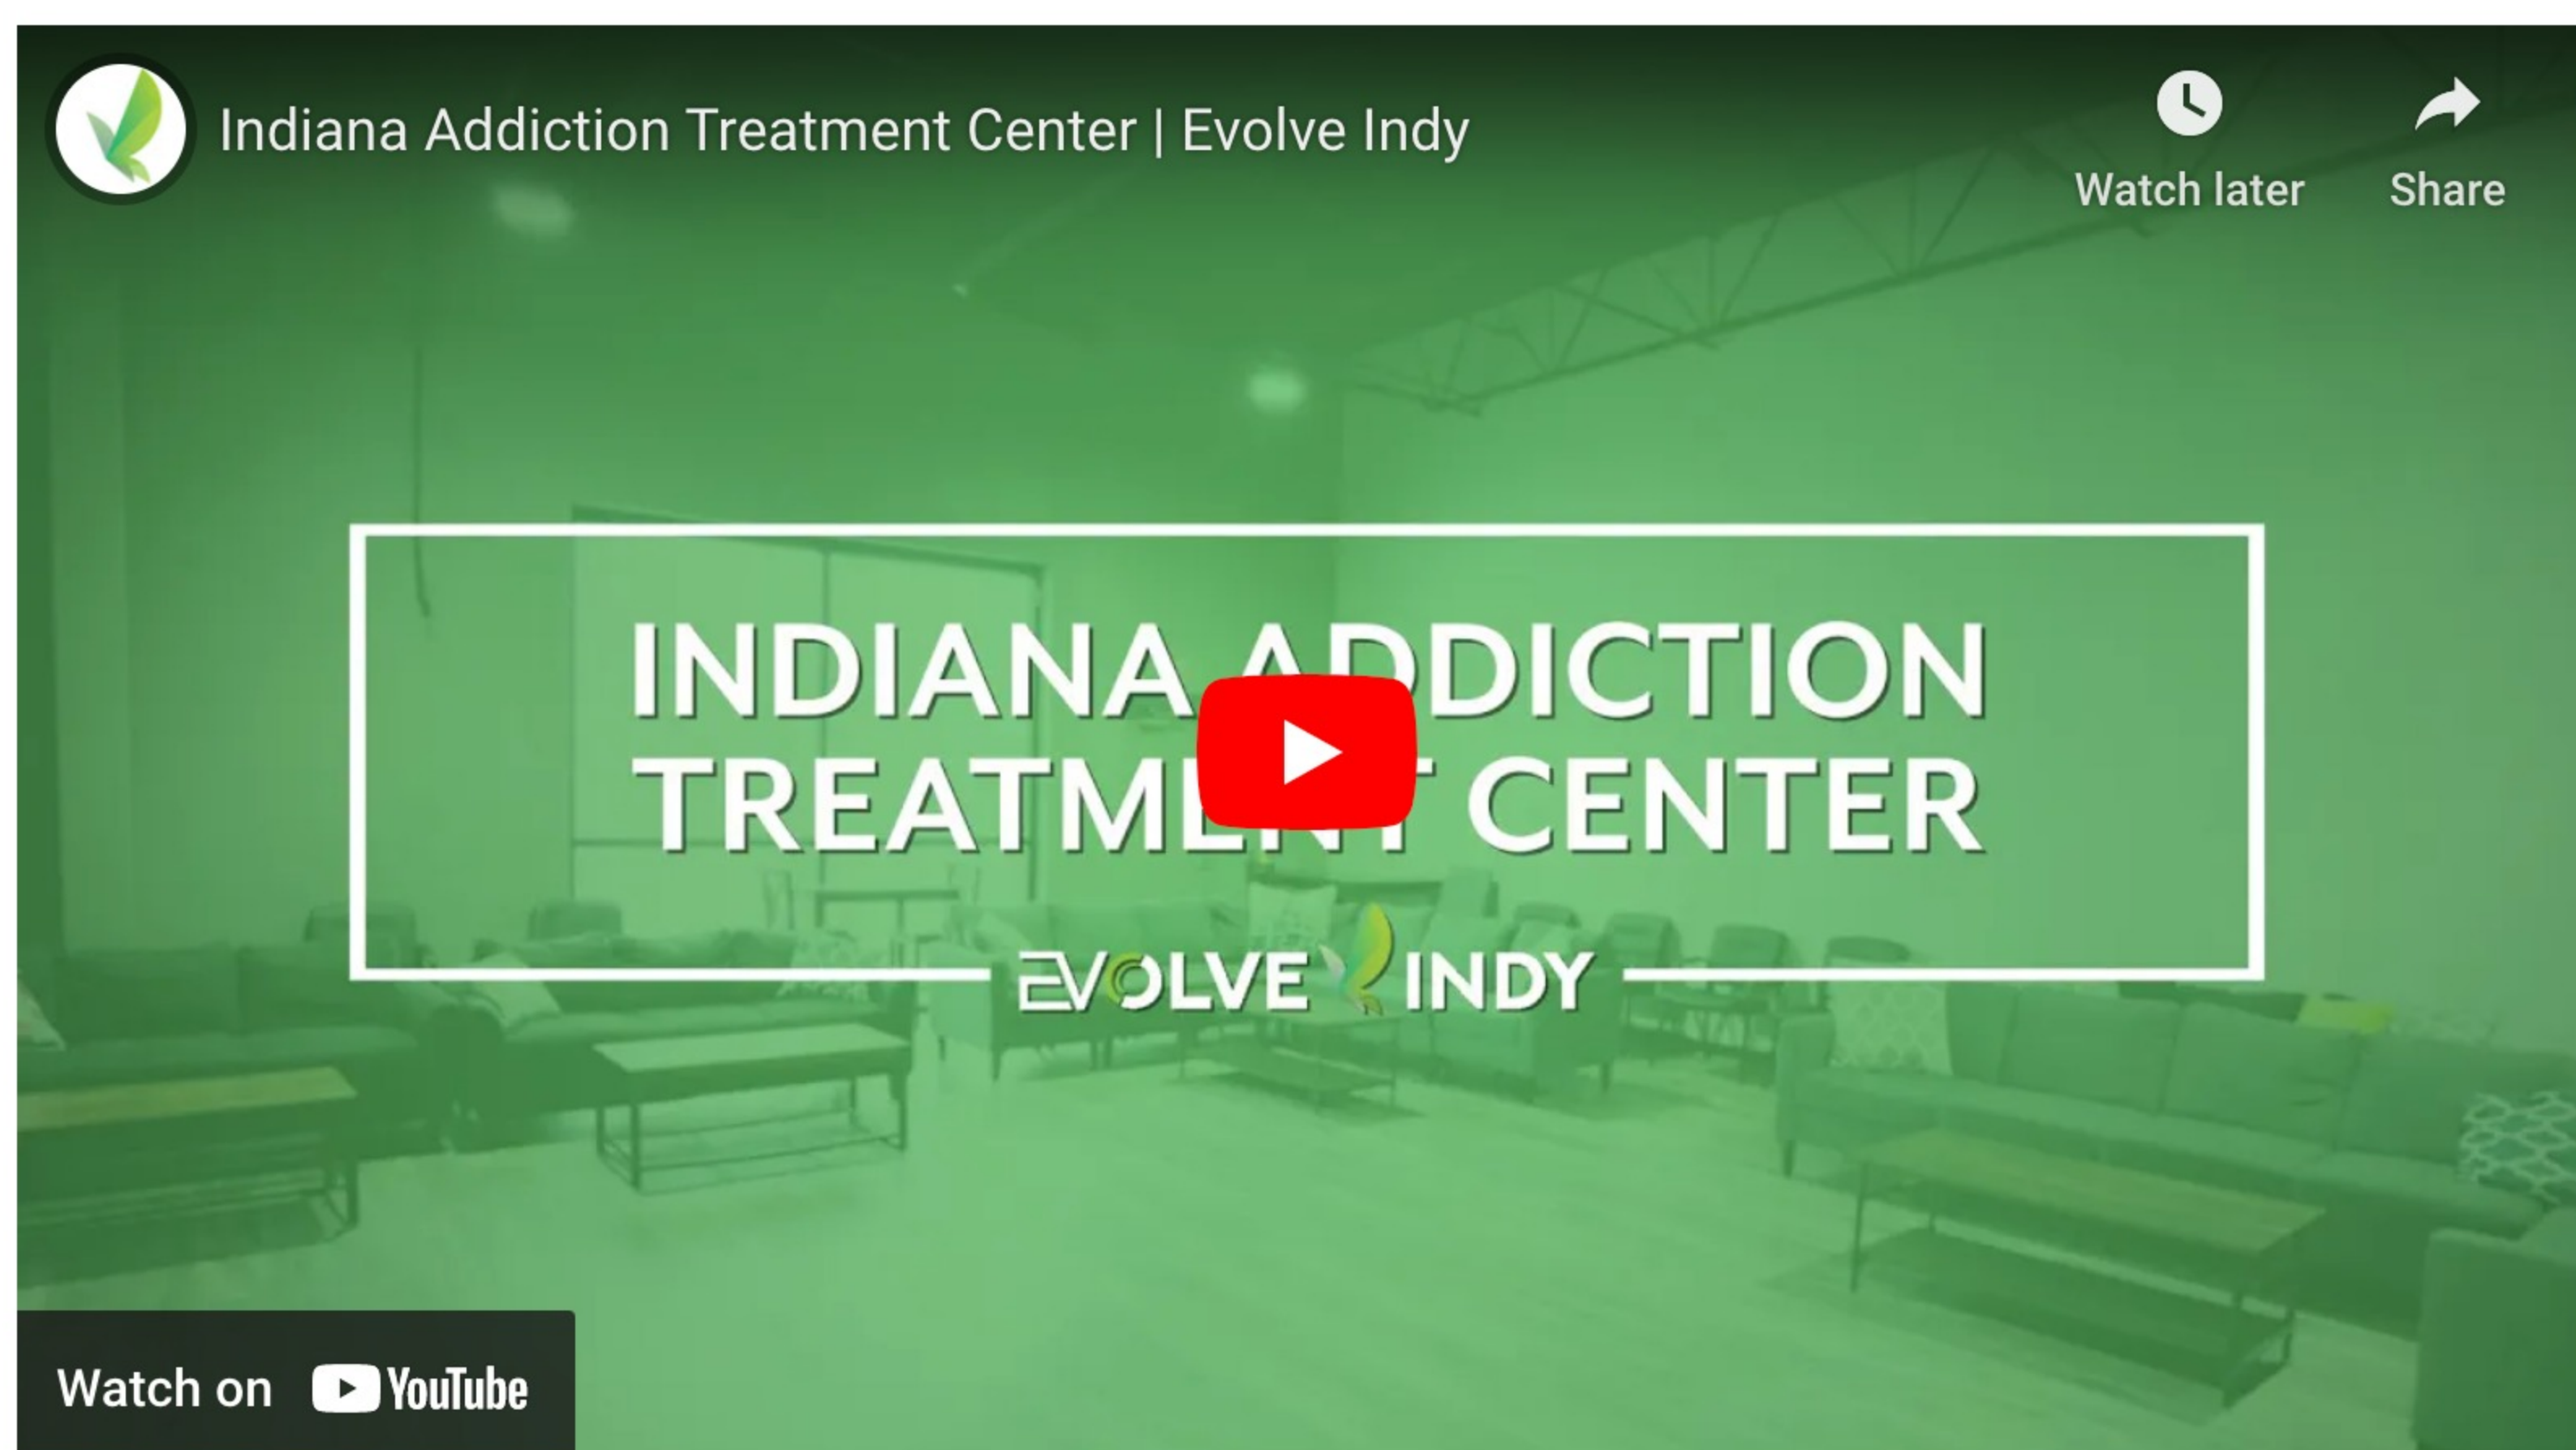 Indiana Addiction Treatment Center | Evolve Indy
Watch later
Share
INDIANA ADDICTION
TREATMENT CENTER
EVOLVE INDY
Watch on YouTube